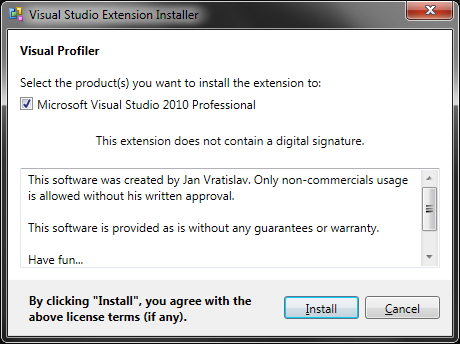 Visual Studio Extension Installer
Visual Profiler
Select the product(s) you want to install the extension to:
Microsoft Visual Studio 2010 Professional
This extension does not contain a digital signature.
This software was created by Jan Vratislav. Only non-commercials usage
is allowed without his written approval.
This software is provided as is without any guarantees or warranty.
Have fun...
By clicking "Install", you agree with the
above license terms (if any).
Install
Cancel